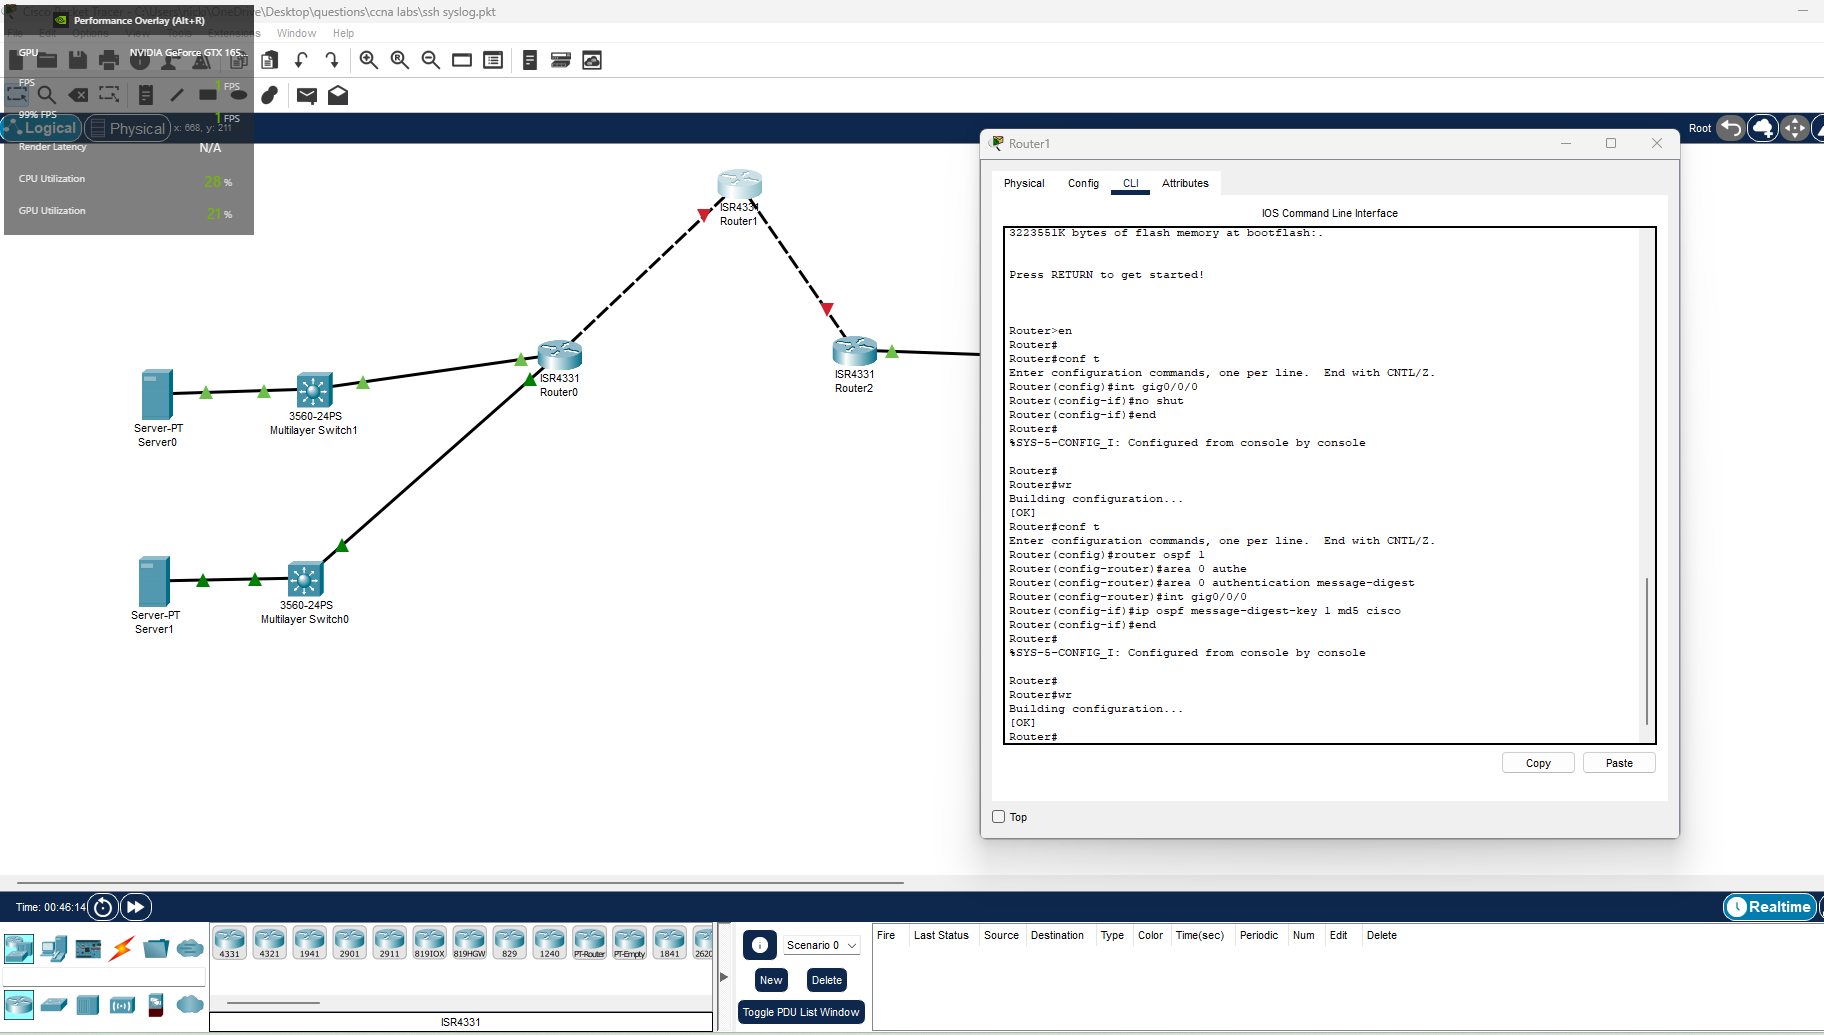 Cisco Packet Tracer - C:\Users\nicki\OneDrive\Desktop\questions\ccna labs\ssh syslog.pkt
Performance Overlay (Alt+R)
File Edit Options View Tools Extensions Window Help
GPU NVIDIA GeForce GTX 165...
FPS 1 FPS
99% FPS 1 FPS
Logical Physical x: 668, y: 211
Root
Render Latency N/A
CPU Utilization 28 %
GPU Utilization 21 %
ISR4331
Router1
ISR4331
Router0
ISR4331
Router2
Server-PT
Server0
3560-24PS
Multilayer Switch1
Server-PT
Server1
3560-24PS
Multilayer Switch0
Router1
Physical Config CLI Attributes
IOS Command Line Interface
3223551K bytes of flash memory at bootflash:.
Press RETURN to get started!
Router>en
Router#
Router#conf t
Enter configuration commands, one per line. End with CNTL/Z.
Router(config)#int gig0/0/0
Router(config-if)#no shut
Router(config-if)#end
Router#
%SYS-5-CONFIG_I: Configured from console by console
Router#
Router#wr
Building configuration...
[OK]
Router#conf t
Enter configuration commands, one per line. End with CNTL/Z.
Router(config)#router ospf 1
Router(config-router)#area 0 authe
Router(config-router)#area 0 authentication message-digest
Router(config-router)#int gig0/0/0
Router(config-if)#ip ospf message-digest-key 1 md5 cisco
Router(config-if)#end
Router#
%SYS-5-CONFIG_I: Configured from console by console
Router#
Router#wr
Building configuration...
[OK]
Router#
Copy Paste
Top
Time: 00:46:14
Realtime
4331 4321 1941 2901 2911 819IOX 819HGW 829 1240 PT-Router PT-Empty 1841 2620
ISR4331
Scenario 0
New Delete
Toggle PDU List Window
Fire Last Status Source Destination Type Color Time(sec) Periodic Num Edit Delete